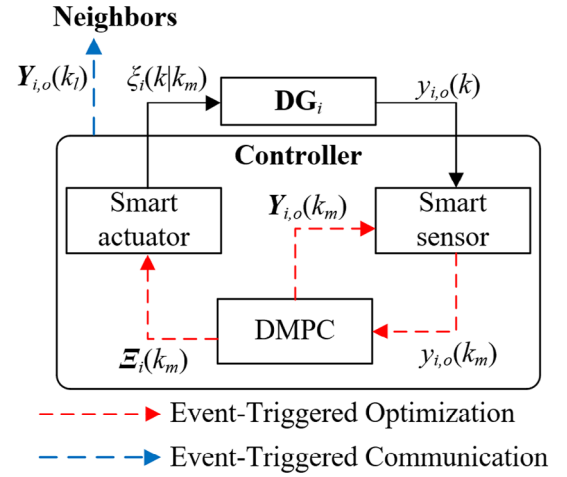 Neighbors
Y_{i,o}(k_l)
ξ_i(k|k_m)
DG_i
y_{i,o}(k)
Controller
Smart
actuator
Y_{i,o}(k_m)
Smart
sensor
DMPC
Ξ_i(k_m)
y_{i,o}(k_m)
Event-Triggered Optimization
Event-Triggered Communication